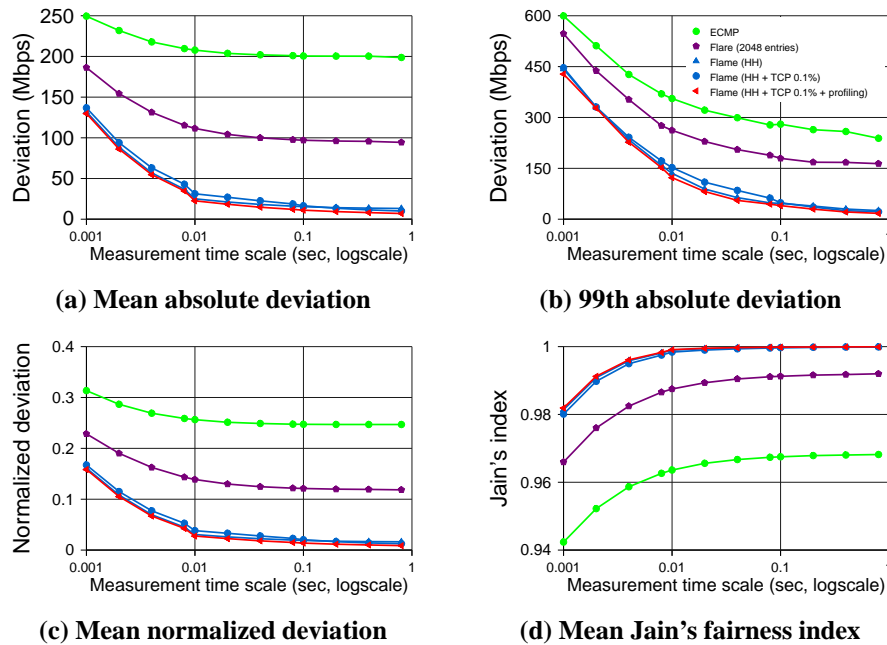 250
200
150
100
50
0
Deviation (Mbps)
0.001
0.01
0.1
1
Measurement time scale (sec, logscale)
(a) Mean absolute deviation
600
450
300
150
0
Deviation (Mbps)
ECMP
Flare (2048 entries)
Flame (HH)
Flame (HH + TCP 0.1%)
Flame (HH + TCP 0.1% + profiling)
0.001
0.01
0.1
1
Measurement time scale (sec, logscale)
(b) 99th absolute deviation
0.4
0.3
0.2
0.1
0
Normalized deviation
0.001
0.01
0.1
1
Measurement time scale (sec, logscale)
(c) Mean normalized deviation
1
0.98
0.96
0.94
Jain's index
0.001
0.01
0.1
1
Measurement time scale (sec, logscale)
(d) Mean Jain's fairness index